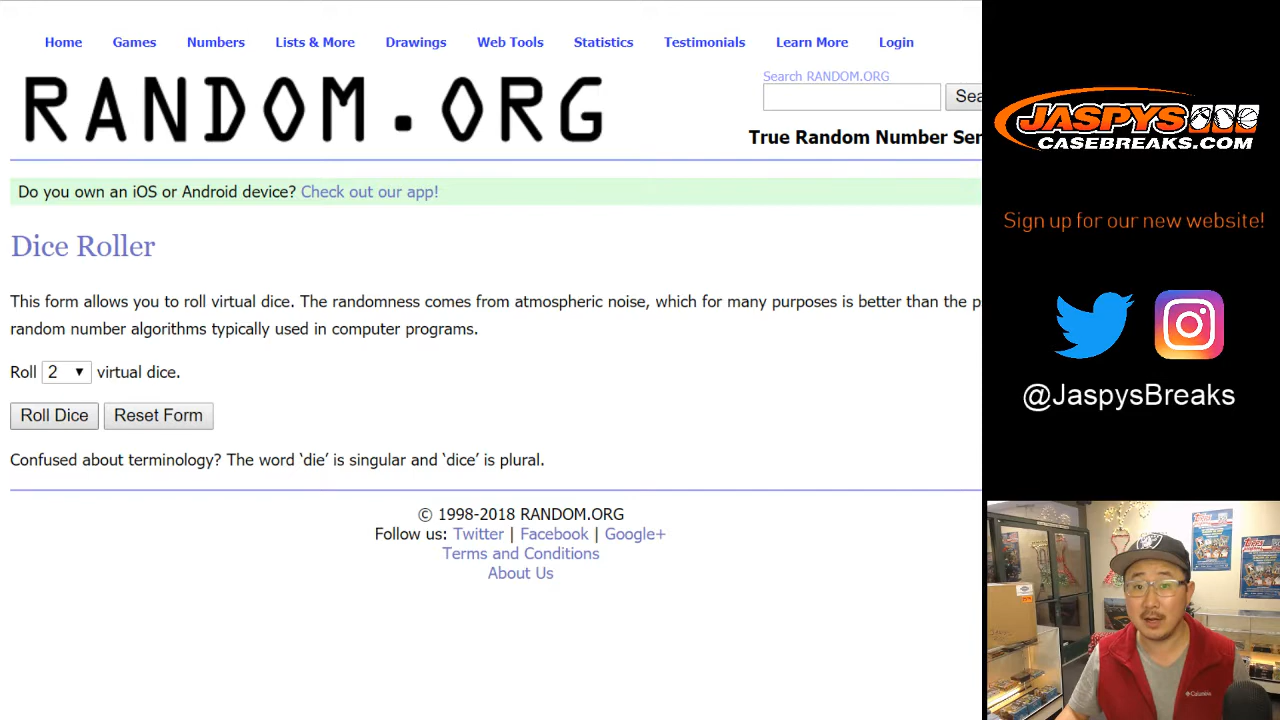 Home Games Numbers Lists & More Drawings Web Tools Statistics Testimonials Learn More Login
RANDOM.ORG
Search RANDOM.ORG
True Random Number Ser
Do you own an iOS or Android device? Check out our app!
Dice Roller
This form allows you to roll virtual dice. The randomness comes from atmospheric noise, which for many purposes is better than the p
random number algorithms typically used in computer programs.
Roll 2 virtual dice.
Roll Dice Reset Form
Confused about terminology? The word ‘die’ is singular and ‘dice’ is plural.
© 1998-2018 RANDOM.ORG
Follow us: Twitter | Facebook | Google+
Terms and Conditions
About Us
JASPYS
CASEBREAKS.COM
Sign up for our new website!
@JaspysBreaks
Columbia